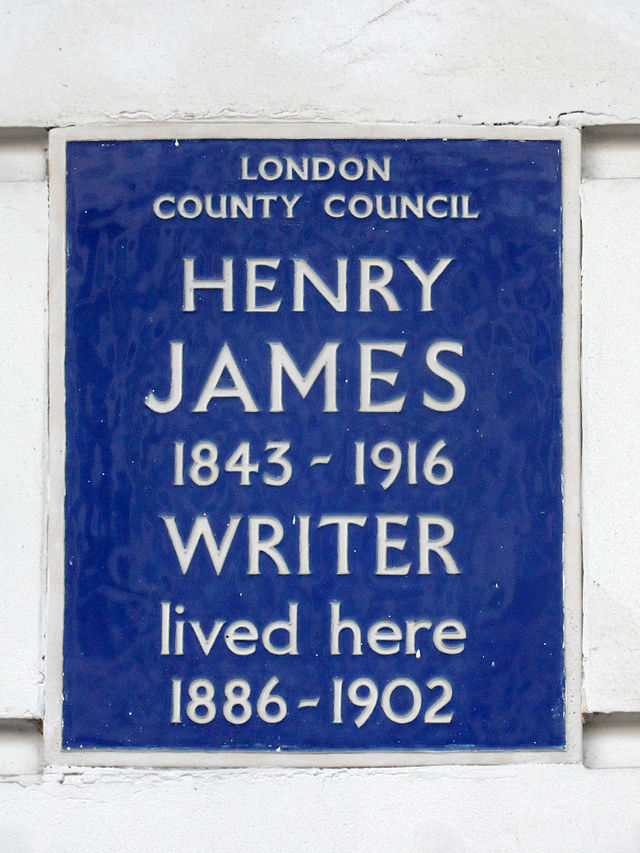 LONDON
COUNTY COUNCIL
HENRY
JAMES
1843 - 1916
WRITER
lived here
1886 - 1902